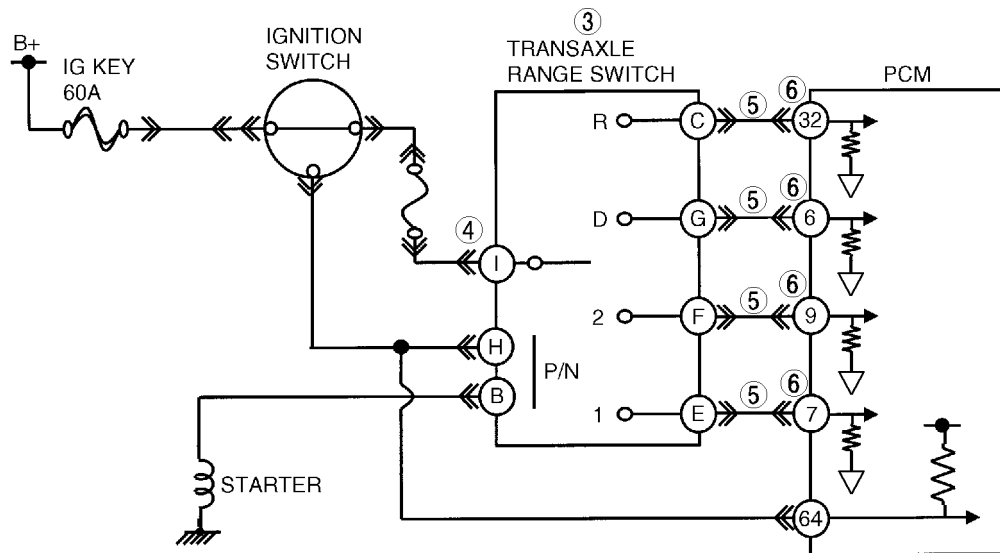 B+
IG KEY
60A
IGNITION
SWITCH
③
TRANSAXLE
RANGE SWITCH
PCM
R
C
⑤
⑥
32
D
G
⑤
⑥
6
④
I
2
F
⑤
⑥
9
H
P/N
B
1
E
⑤
⑥
7
STARTER
64